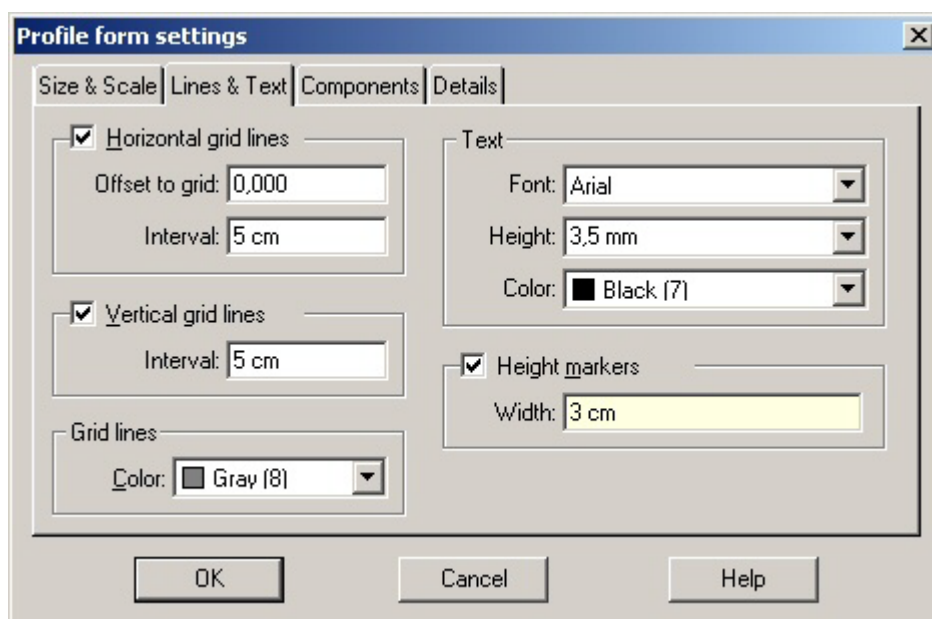 Profile form settings
Size & Scale Lines & Text Components Details
Horizontal grid lines
Offset to grid: 0,000
Interval: 5 cm
Vertical grid lines
Interval: 5 cm
Grid lines
Color: Gray (8)
Text
Font: Arial
Height: 3,5 mm
Color: Black (7)
Height markers
Width: 3 cm
OK Cancel Help